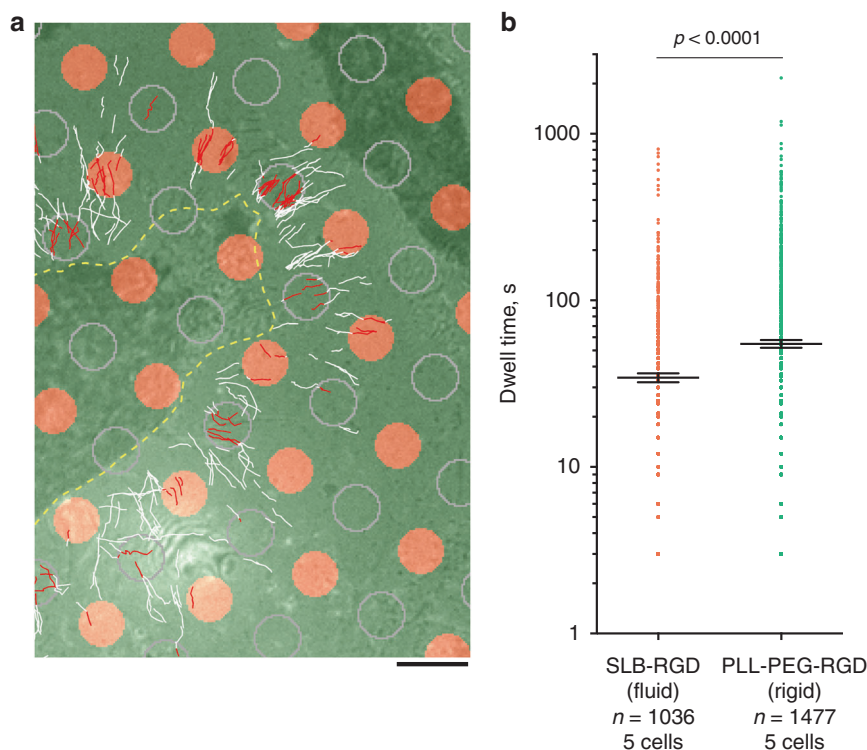 a
b
p < 0.0001
Dwell time, s
1000
100
10
1
SLB-RGD
(fluid)
n = 1036
5 cells
PLL-PEG-RGD
(rigid)
n = 1477
5 cells